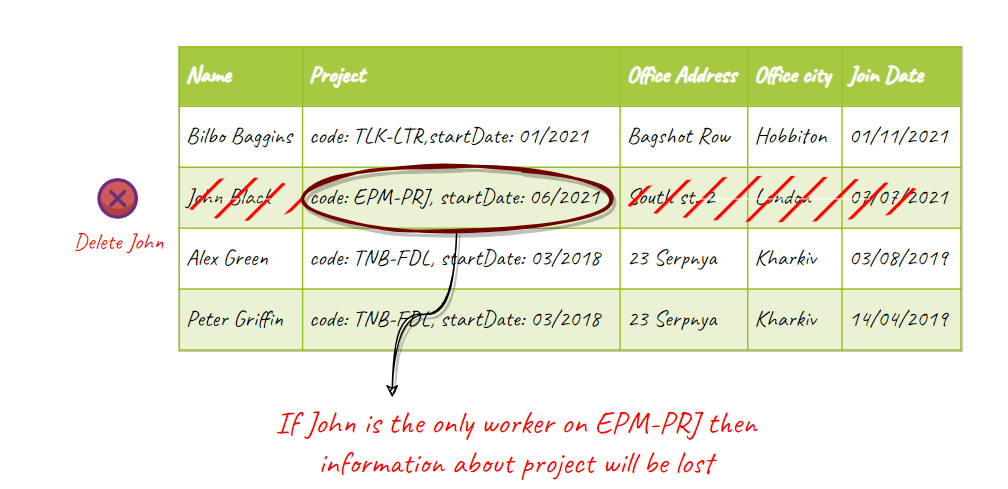 Name Project Office Address Office city Join Date
Bilbo Baggins code: TLK-LTR,startDate: 01/2021 Bagshot Row Hobbiton 01/11/2021
John Black code: EPM-PRJ, startDate: 06/2021 South st. 2 London 07/07/2021
Delete John
Alex Green code: TNB-FDL, startDate: 03/2018 23 Serpnya Kharkiv 03/08/2019
Peter Griffin code: TNB-FDL, startDate: 03/2018 23 Serpnya Kharkiv 14/04/2019
If John is the only worker on EPM-PRJ then
information about project will be lost